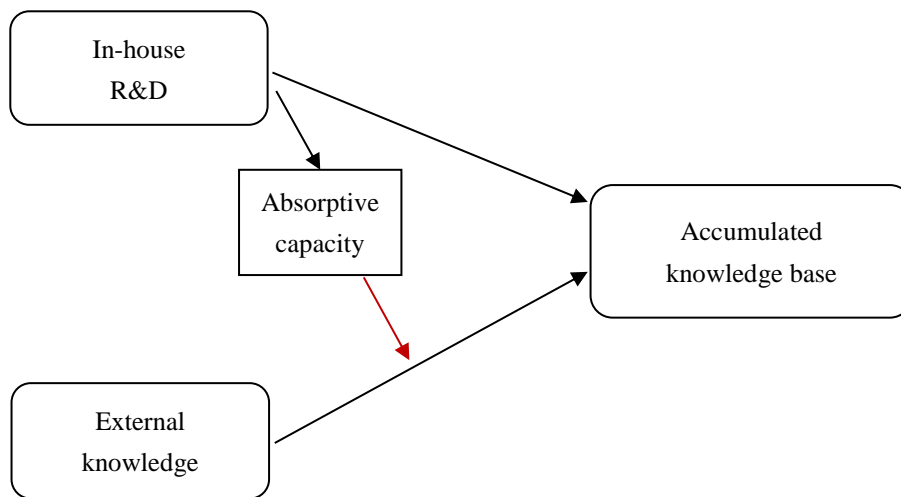 In-house
R&D
Absorptive
capacity
Accumulated
knowledge base
External
knowledge